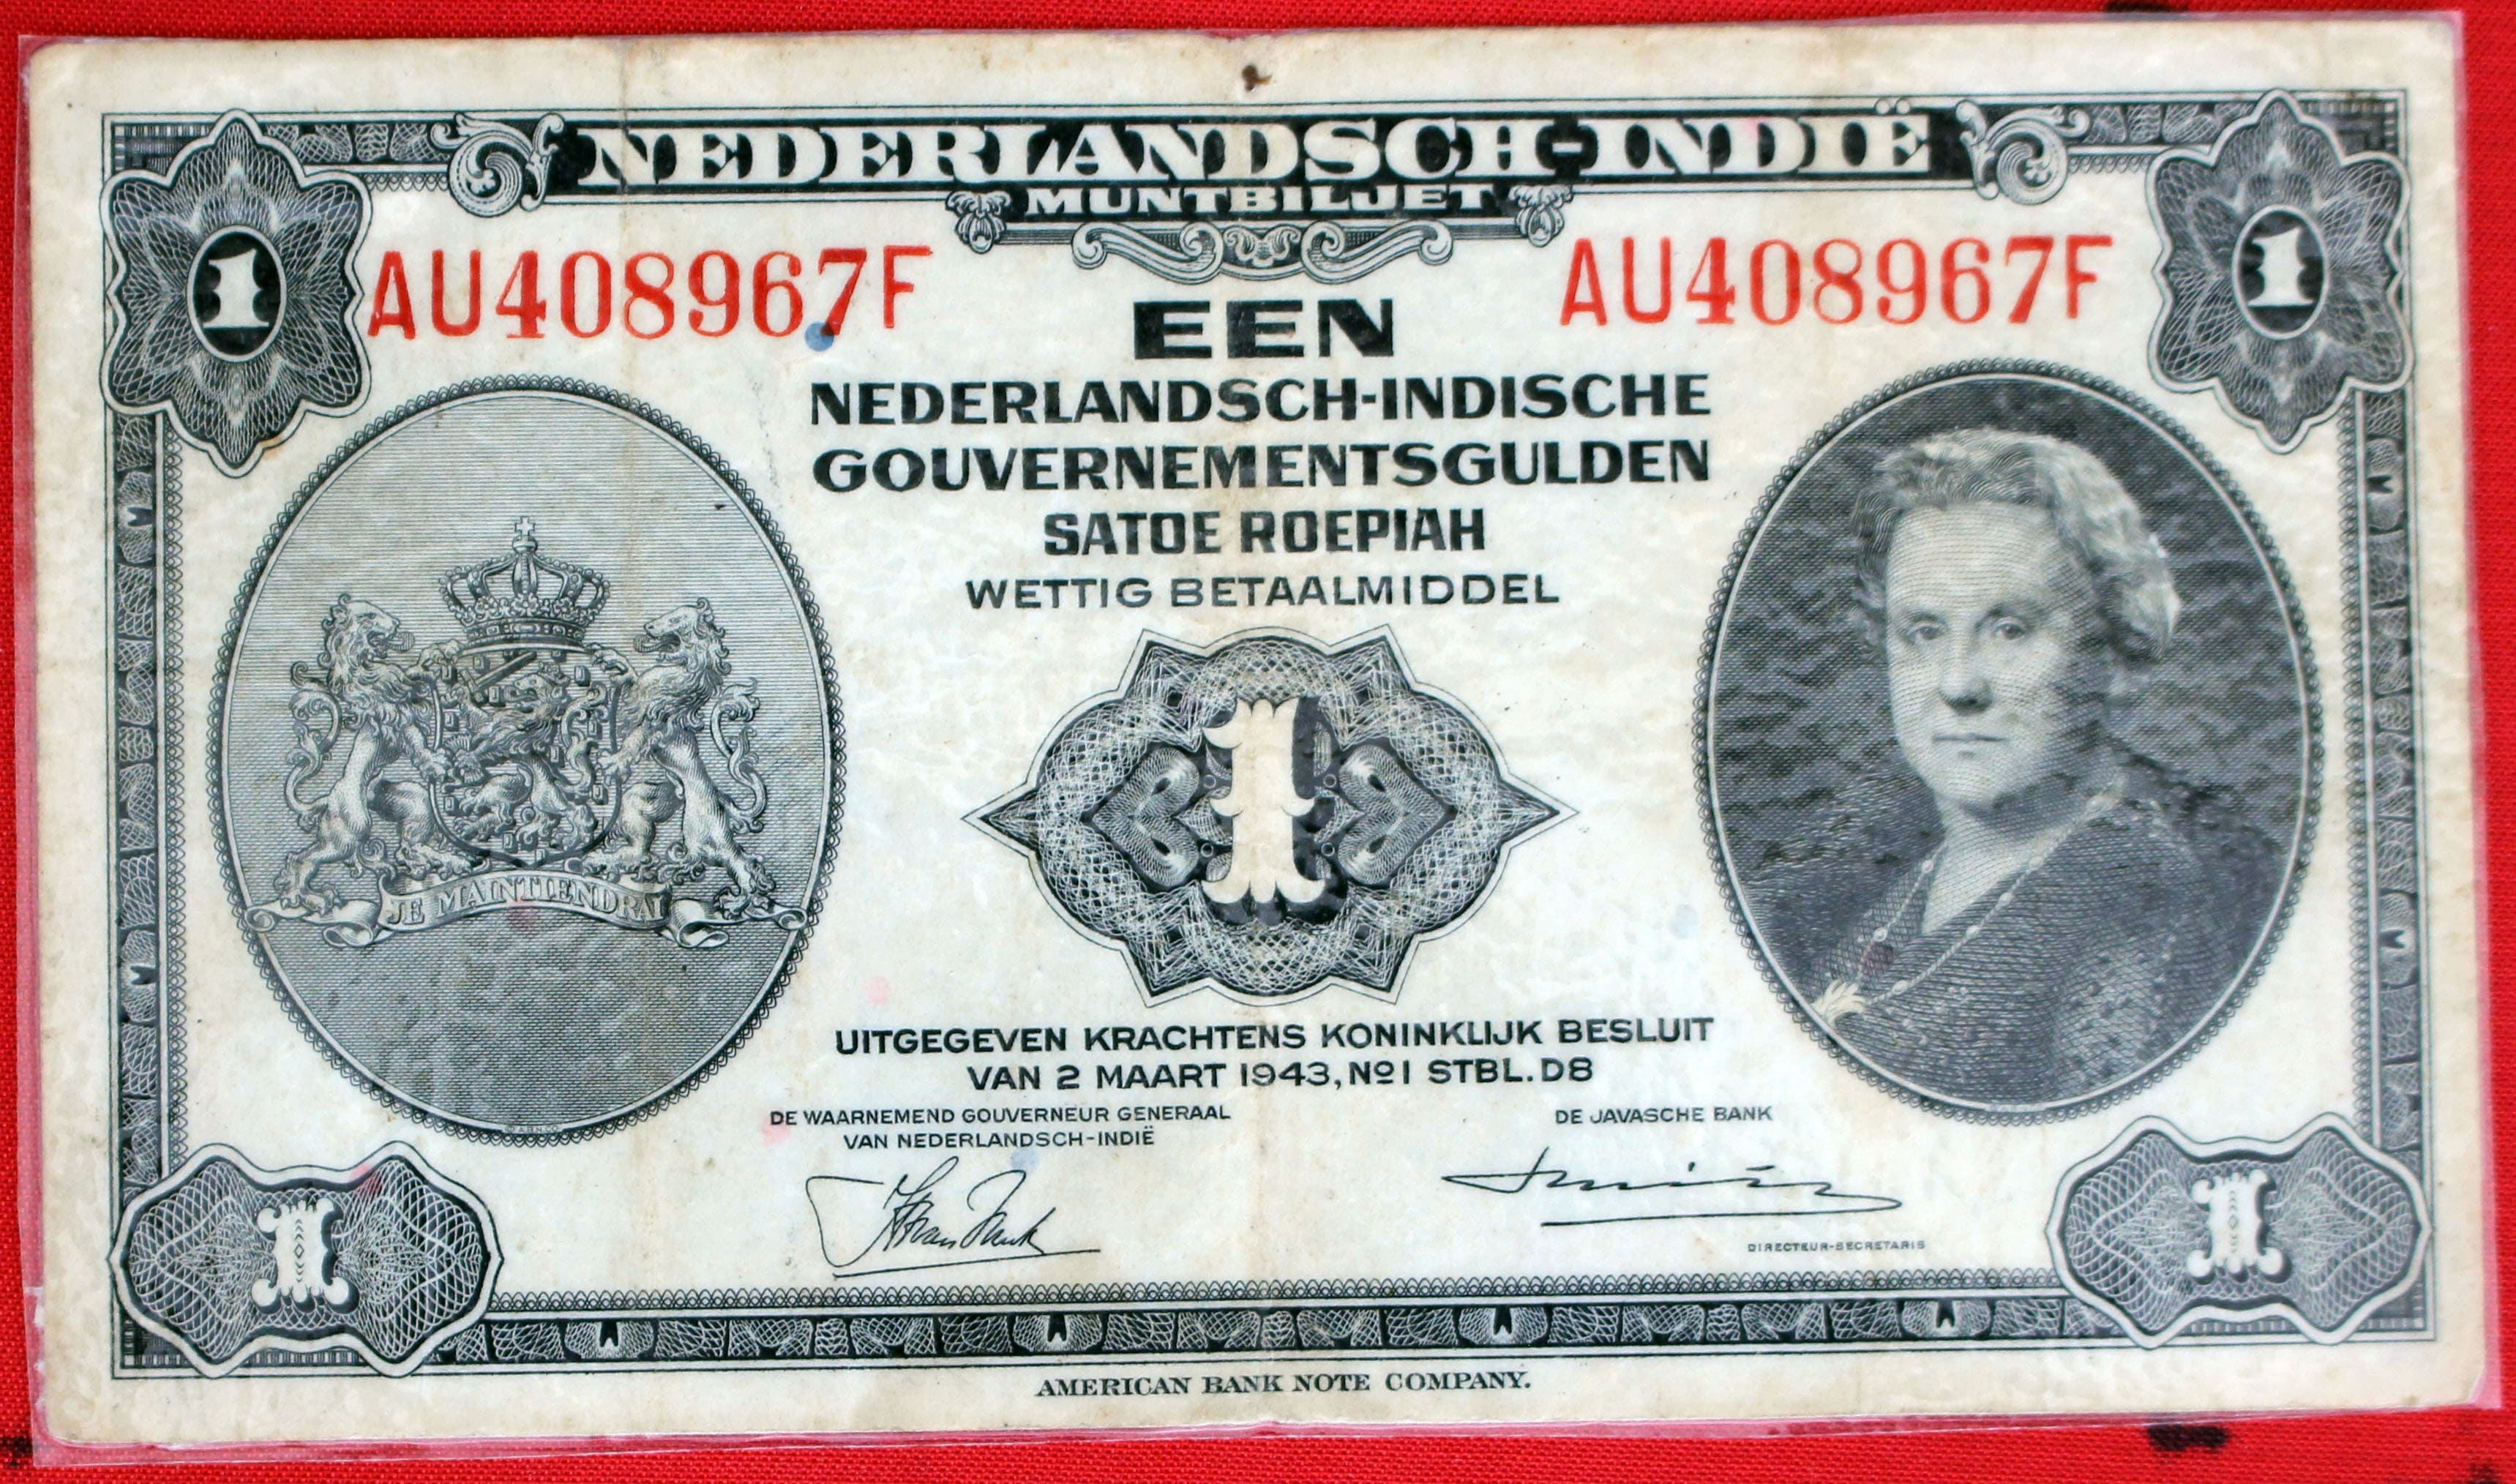 NEDERLANDSCH-INDIË
MUNTBILJET
1
1
AU408967F
AU408967F
EEN
NEDERLANDSCH-INDISCHE
GOUVERNEMENTSGULDEN
SATOE ROEPIAH
WETTIG BETAALMIDDEL
1
JE MAINTIENDRAI
UITGEGEVEN KRACHTENS KONINKLIJK BESLUIT
VAN 2 MAART 1943, No1 STBL. D8
DE WAARNEMEND GOUVERNEUR GENERAAL
VAN NEDERLANDSCH-INDIË
DE JAVASCHE BANK
DIRECTEUR-SECRETARIS
1
1
AMERICAN BANK NOTE COMPANY.